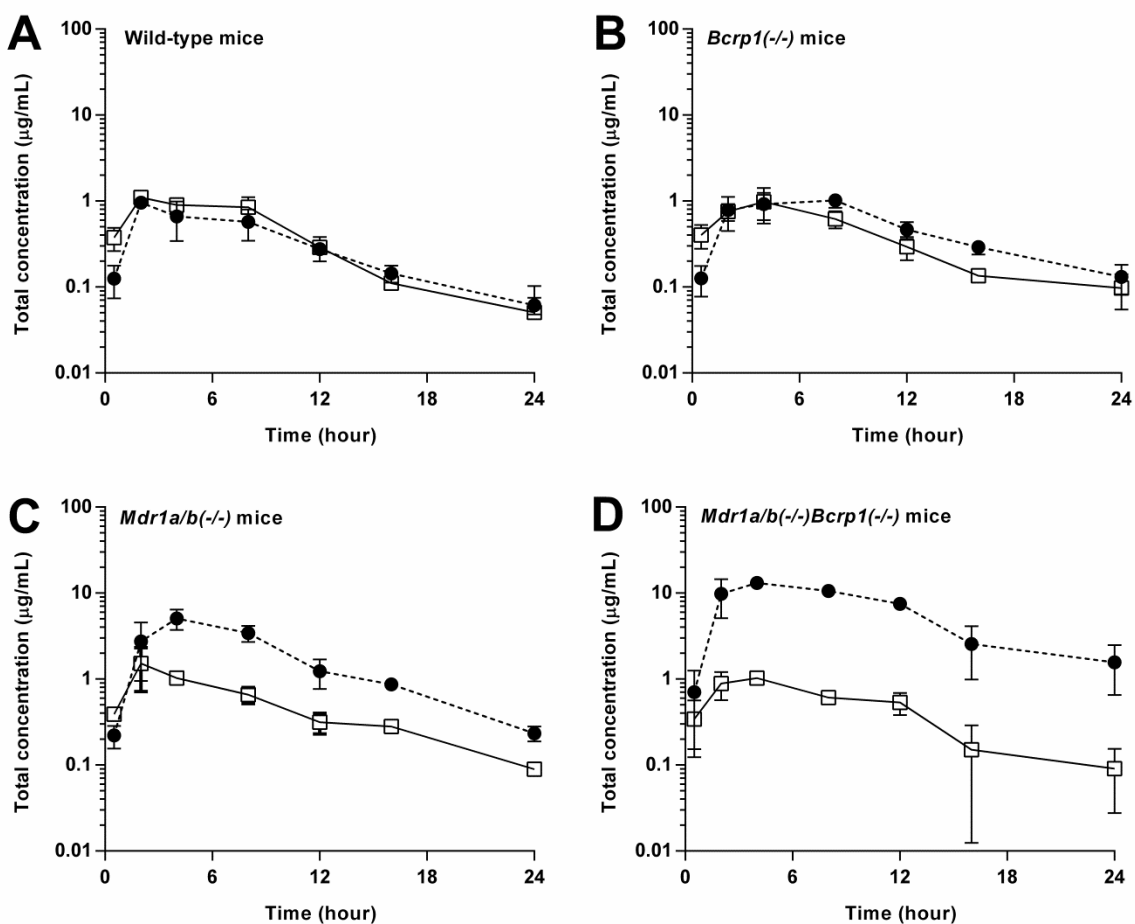 A
Wild-type mice
Total concentration (μg/mL)
100
10
1
0.1
0.01
0 6 12 18 24
Time (hour)
B
Bcrp1(-/-) mice
Total concentration (μg/mL)
100
10
1
0.1
0.01
0 6 12 18 24
Time (hour)
C
Mdr1a/b(-/-) mice
Total concentration (μg/mL)
100
10
1
0.1
0.01
0 6 12 18 24
Time (hour)
D
Mdr1a/b(-/-)Bcrp1(-/-) mice
Total concentration (μg/mL)
100
10
1
0.1
0.01
0 6 12 18 24
Time (hour)